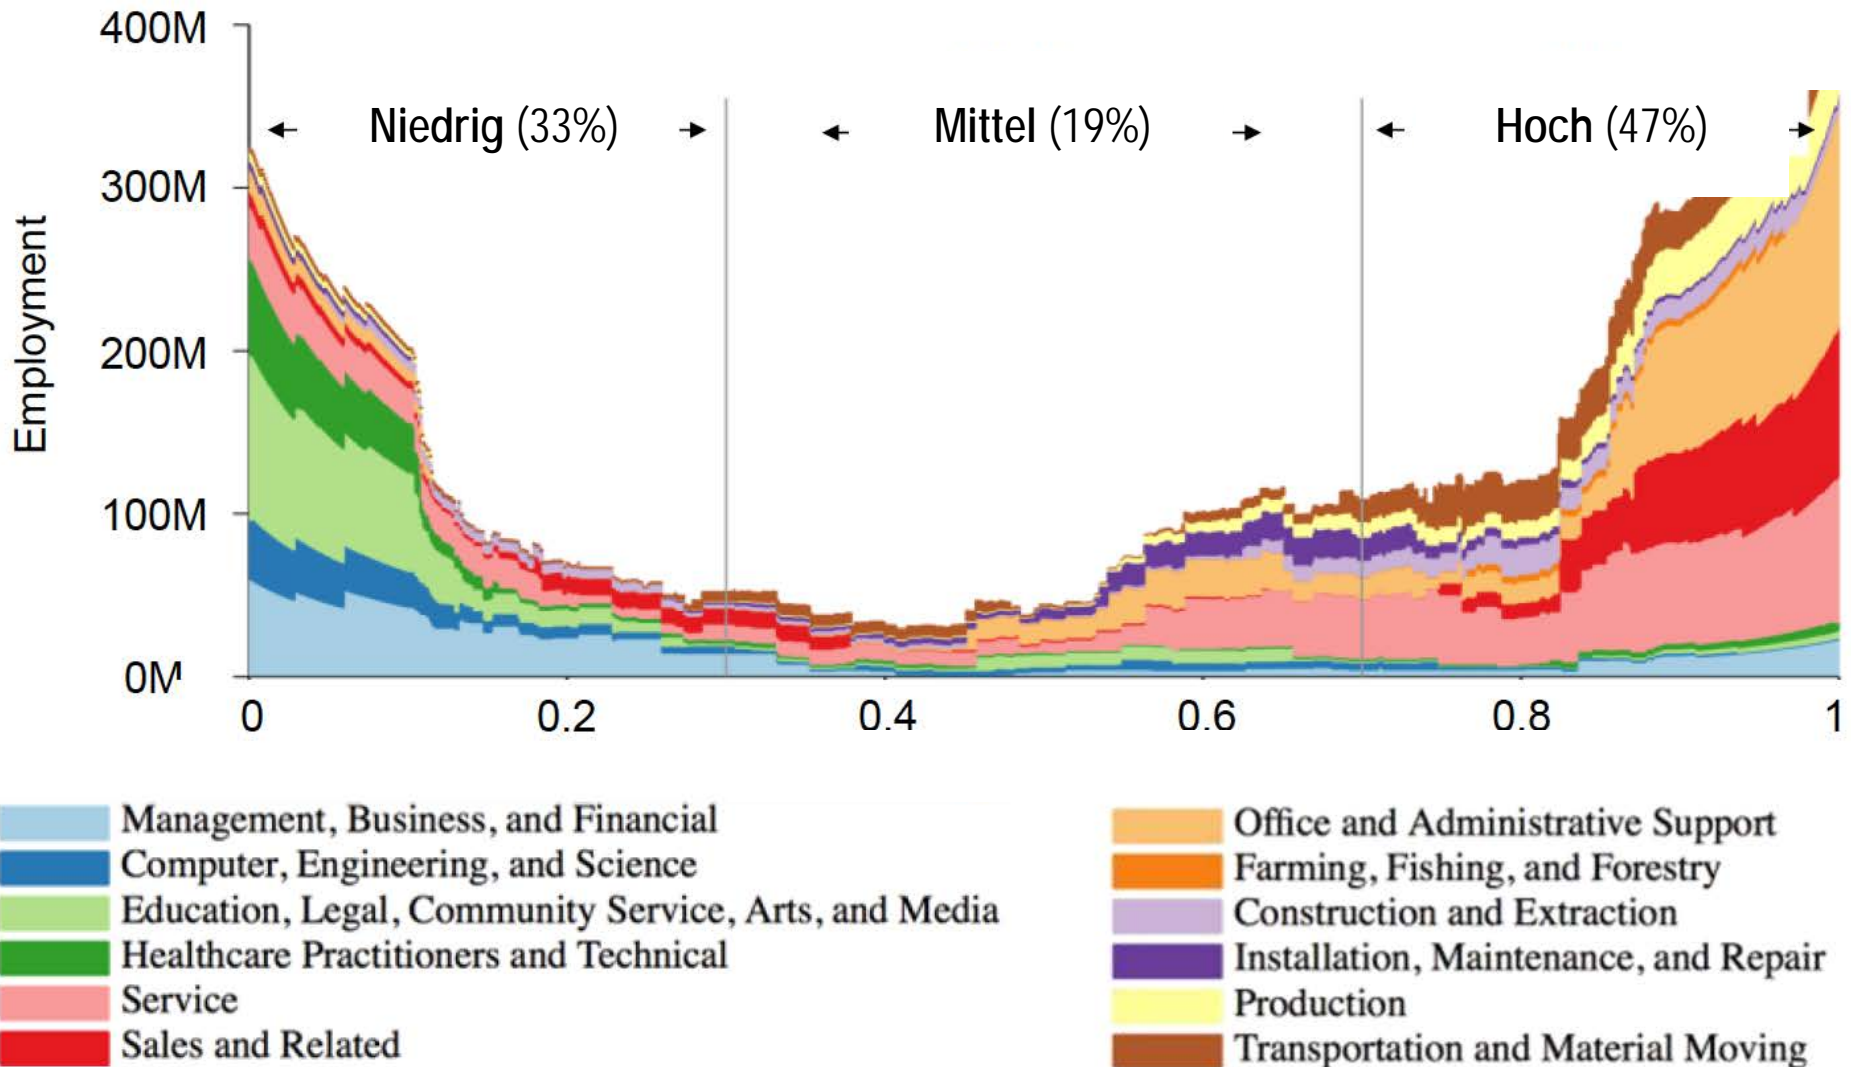 400M
Niedrig (33%) Mittel (19%) Hoch (47%)
300M
200M
100M
0M
Employment
0 0.2 0.4 0.6 0.8 1
Management, Business, and Financial
Computer, Engineering, and Science
Education, Legal, Community Service, Arts, and Media
Healthcare Practitioners and Technical
Service
Sales and Related
Office and Administrative Support
Farming, Fishing, and Forestry
Construction and Extraction
Installation, Maintenance, and Repair
Production
Transportation and Material Moving